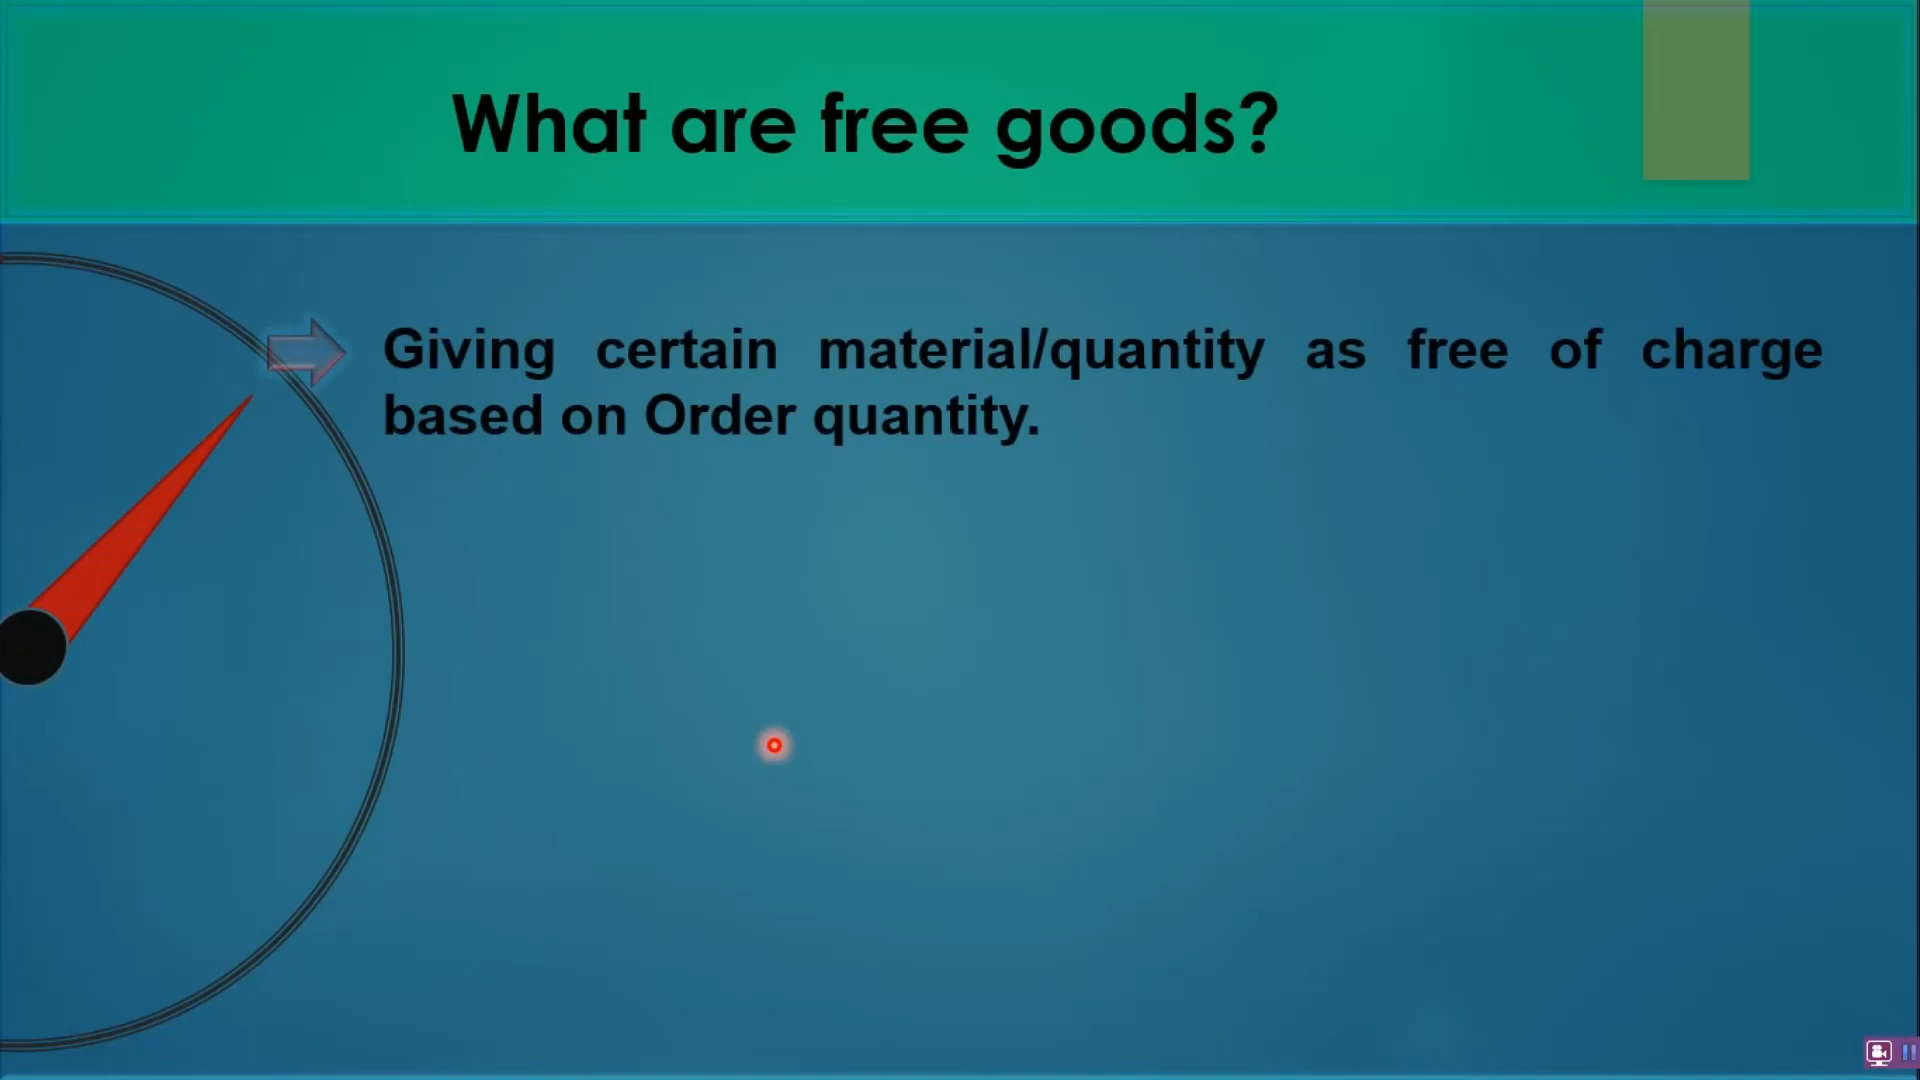 What are free goods?
Giving certain material/quantity as free of charge
based on Order quantity.